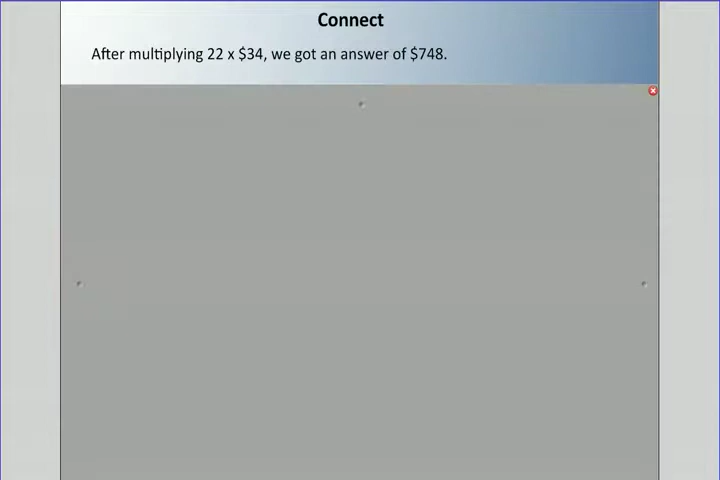 Connect
After multiplying 22 x $34, we got an answer of $748.